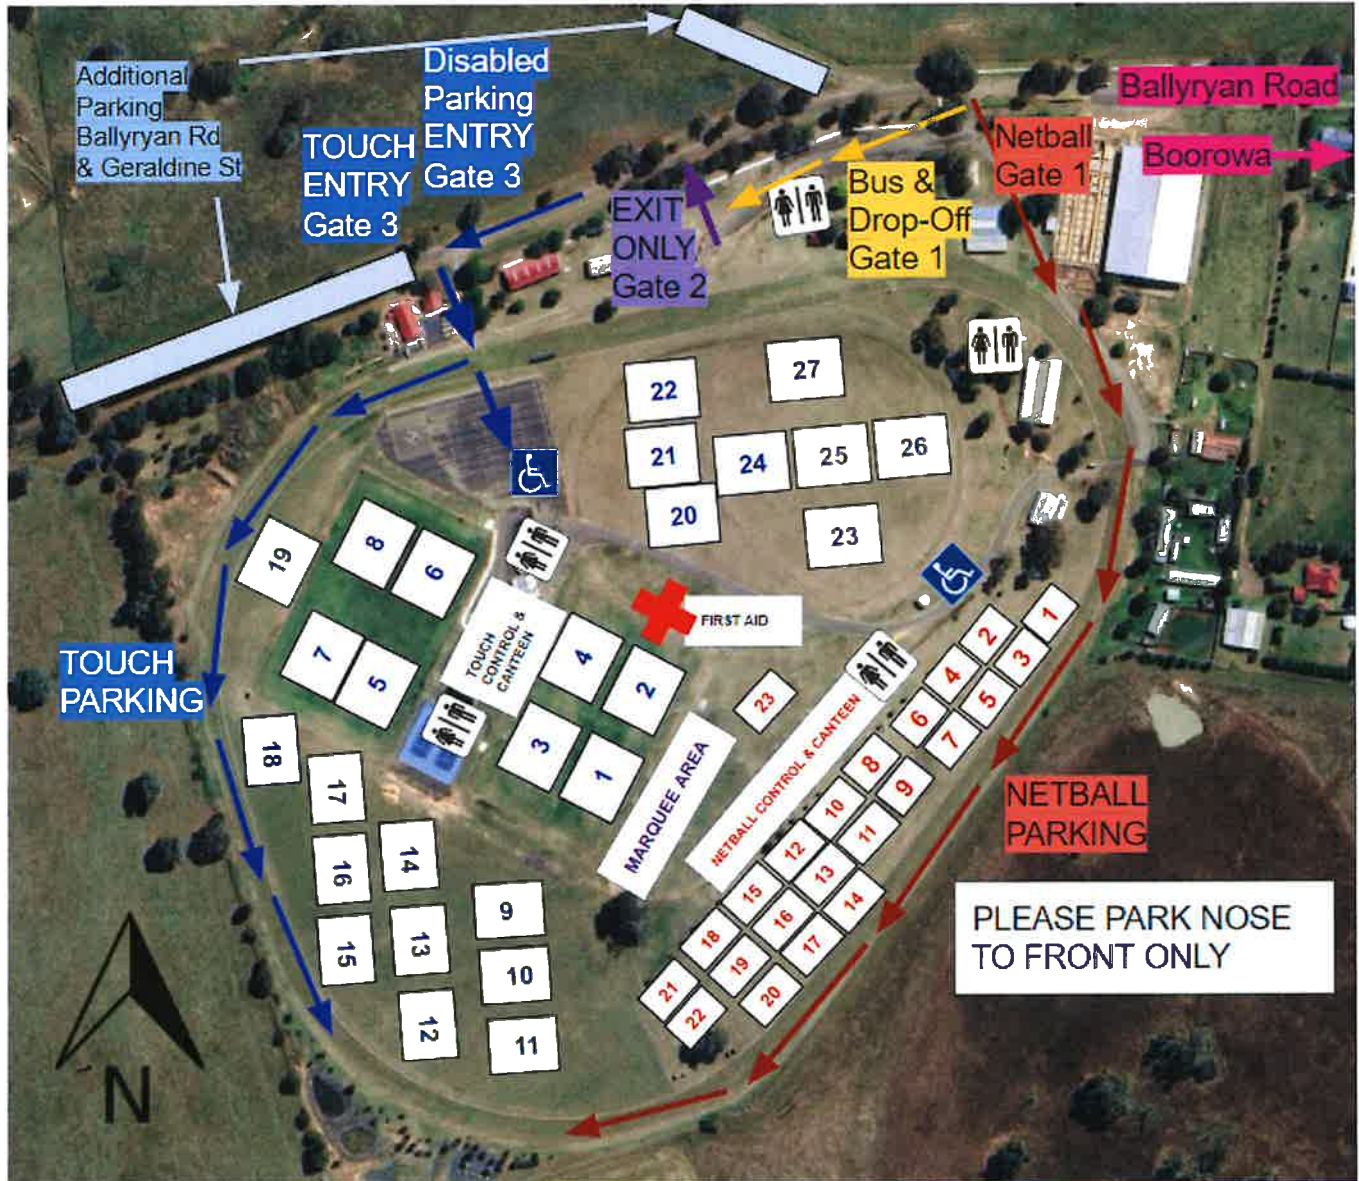 Additional
Parking
Ballyryan Rd
& Geraldine St
Disabled
Parking
ENTRY
Gate 3
TOUCH
ENTRY
Gate 3
EXIT
ONLY
Gate 2
Bus &
Drop-Off
Gate 1
Netball
Gate 1
Ballyryan Road
Boorowa
22
27
21
24
25
26
20
23
19
8
6
7
5
TOUCH
CONTROL &
CANTEEN
FIRST AID
4
2
3
1
MARQUEE AREA
23
NETBALL CONTROL & CANTEEN
1
2
3
4
5
6
7
8
9
10
11
12
13
14
15
16
17
18
19
20
21
22
TOUCH
PARKING
18
17
16
14
15
13
12
9
10
11
NETBALL
PARKING
PLEASE PARK NOSE
TO FRONT ONLY
N